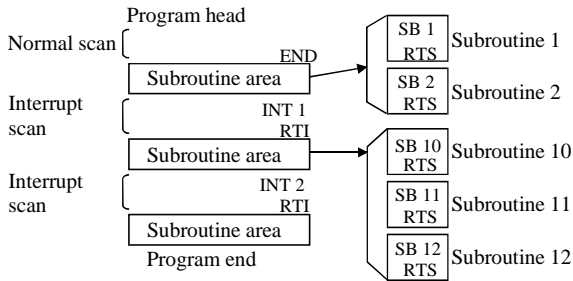 Program head
Normal scan
END
Subroutine area
Interrupt
scan
INT 1
RTI
Subroutine area
Interrupt
scan
INT 2
RTI
Subroutine area
Program end
SB 1
RTS
Subroutine 1
SB 2
RTS
Subroutine 2
SB 10
RTS
Subroutine 10
SB 11
RTS
Subroutine 11
SB 12
RTS
Subroutine 12